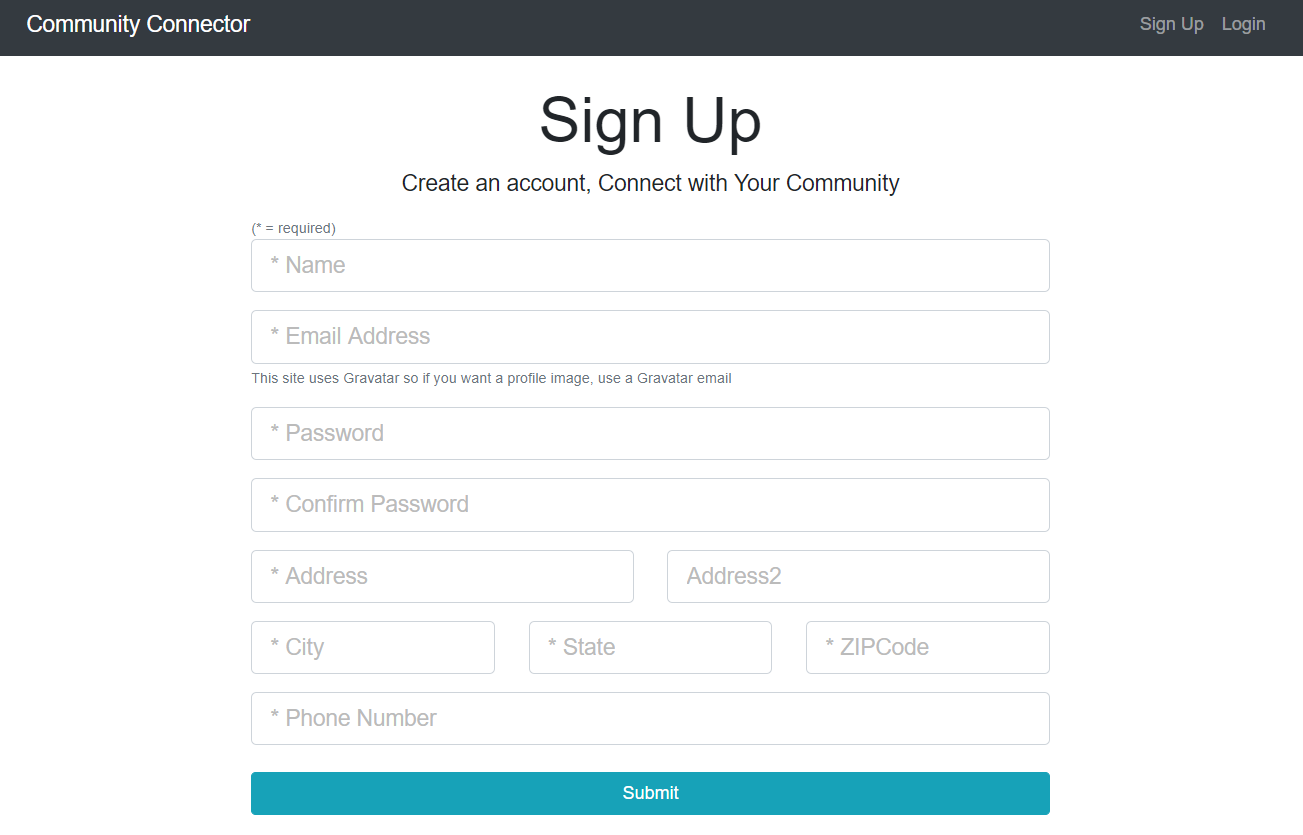 Community Connector
Sign Up Login
Sign Up
Create an account, Connect with Your Community
(* = required)
* Name
* Email Address
This site uses Gravatar so if you want a profile image, use a Gravatar email
* Password
* Confirm Password
* Address
Address2
* City
* State
* ZIPCode
* Phone Number
Submit